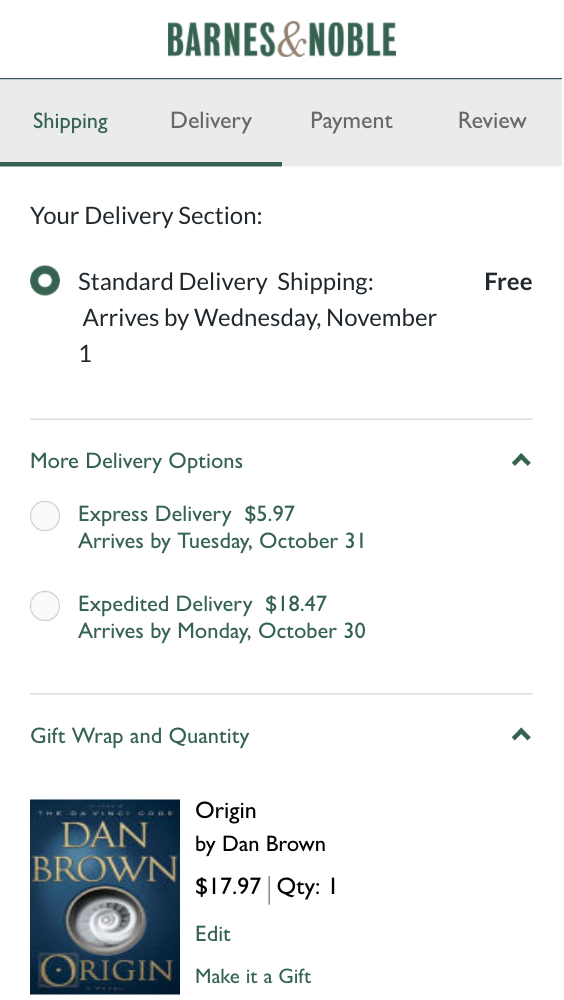 BARNES&NOBLE
Shipping Delivery Payment Review
Your Delivery Section:
Standard Delivery Shipping: Free
Arrives by Wednesday, November
1
More Delivery Options
Express Delivery $5.97
Arrives by Tuesday, October 31
Expedited Delivery $18.47
Arrives by Monday, October 30
Gift Wrap and Quantity
THE DA VINCI CODE
DAN
BROWN
ORIGIN
A NOVEL
Origin
by Dan Brown
$17.97 | Qty: 1
Edit
Make it a Gift